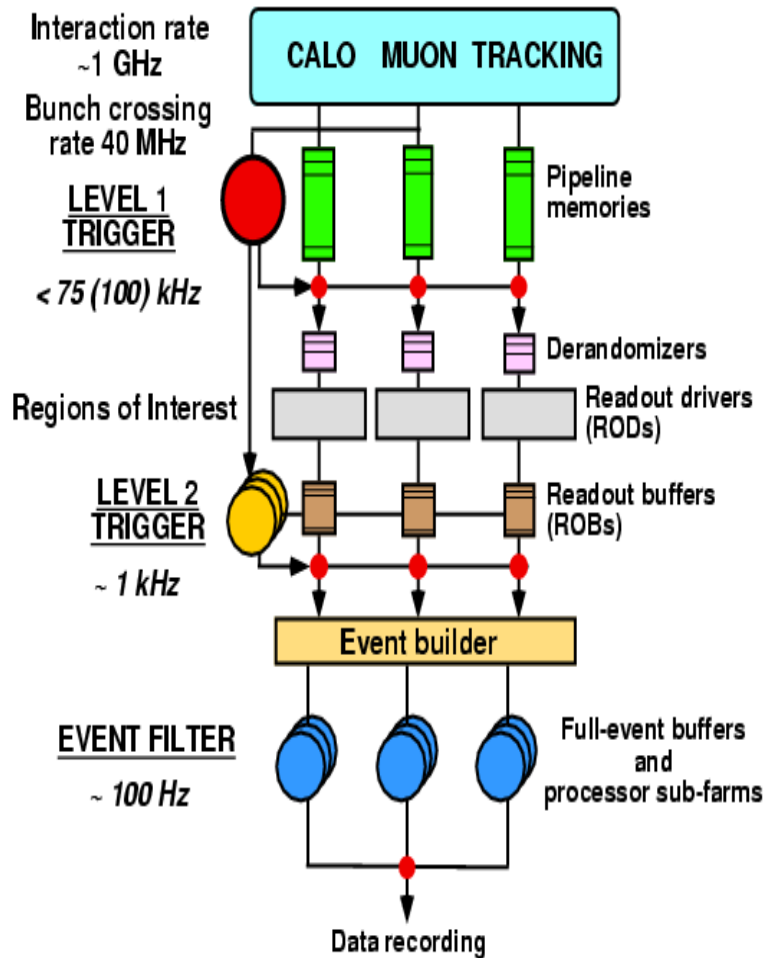 Interaction rate
~1 GHz
CALO MUON TRACKING
Bunch crossing
rate 40 MHz
Pipeline
memories
LEVEL 1
TRIGGER
< 75 (100) kHz
Derandomizers
Regions of Interest
Readout drivers
(RODs)
LEVEL 2
TRIGGER
Readout buffers
(ROBs)
~ 1 kHz
Event builder
EVENT FILTER
~ 100 Hz
Full-event buffers
and
processor sub-farms
Data recording